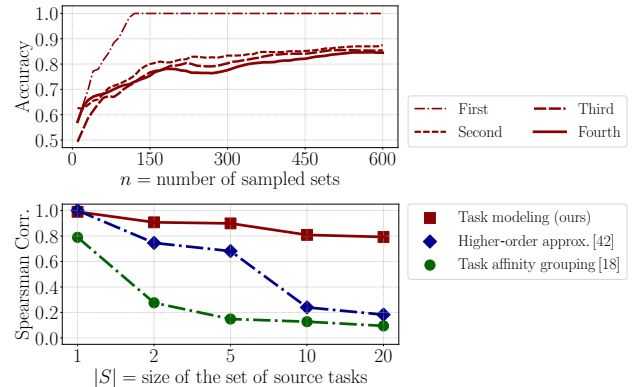 1.0
0.9
0.8
0.7
0.6
0.5
Accuracy
0 150 300 450 600
n = number of sampled sets
First Third
Second Fourth
1.0
0.8
0.6
0.4
0.2
0.0
Spearsman Corr.
1 2 5 10 20
|S| = size of the set of source tasks
Task modeling (ours)
Higher-order approx. [42]
Task affinity grouping [18]